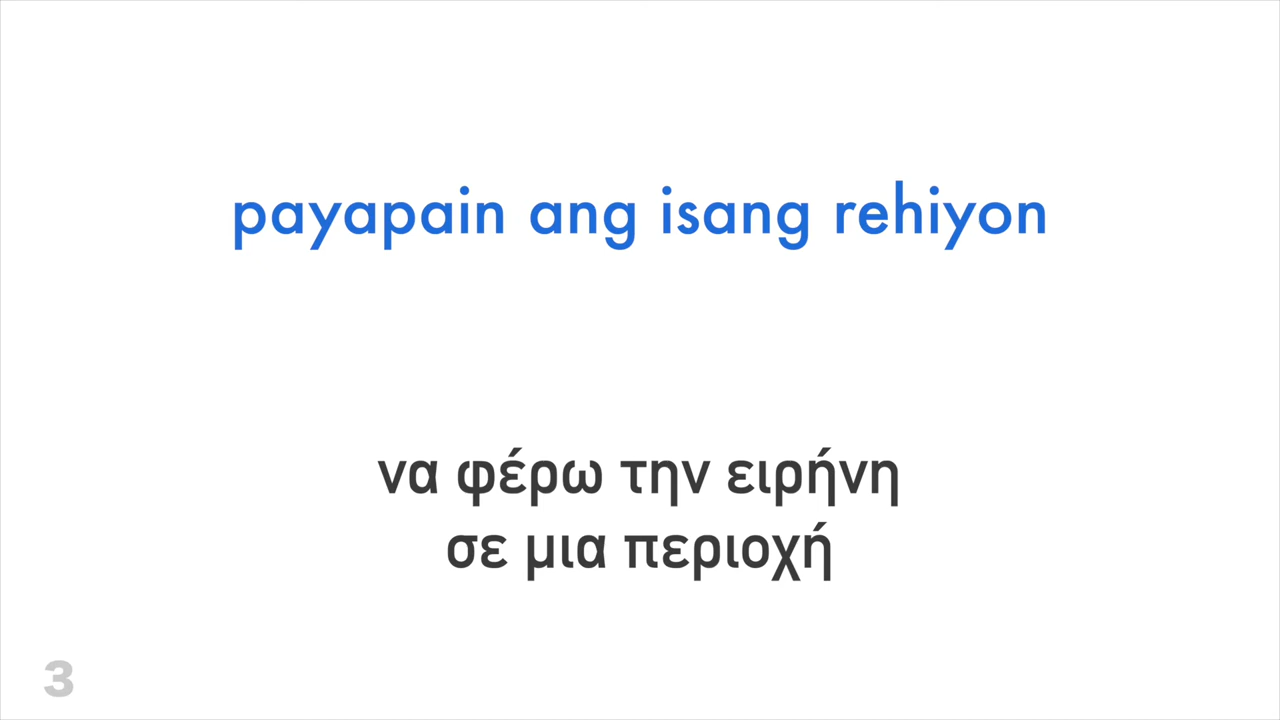 payapain ang isang rehiyon
να φέρω την ειρήνη
σε μια περιοχή
3